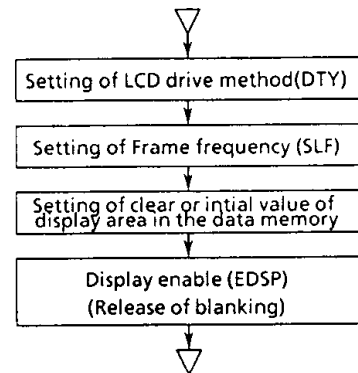 Setting of LCD drive method(DTY)
Setting of Frame frequency (SLF)
Setting of clear or intial value of
display area in the data memory
Display enable (EDSP)
(Release of blanking)